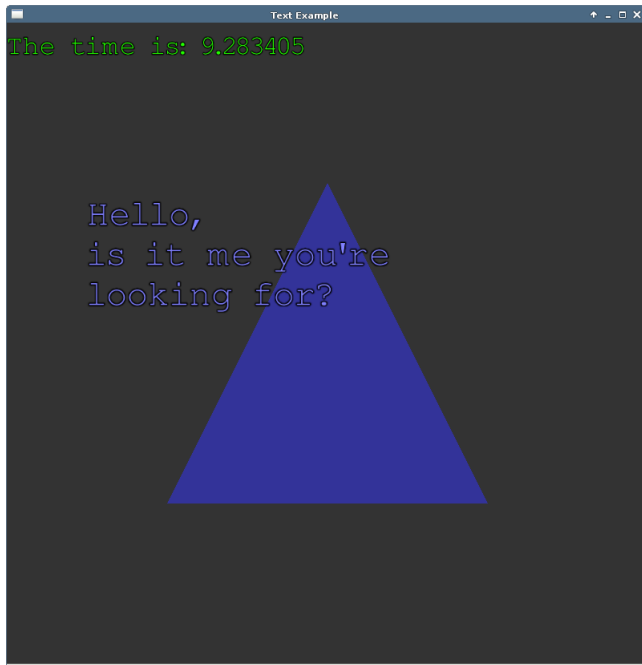 Text Example
The time is: 9.283405
Hello,
is it me you're
looking for?